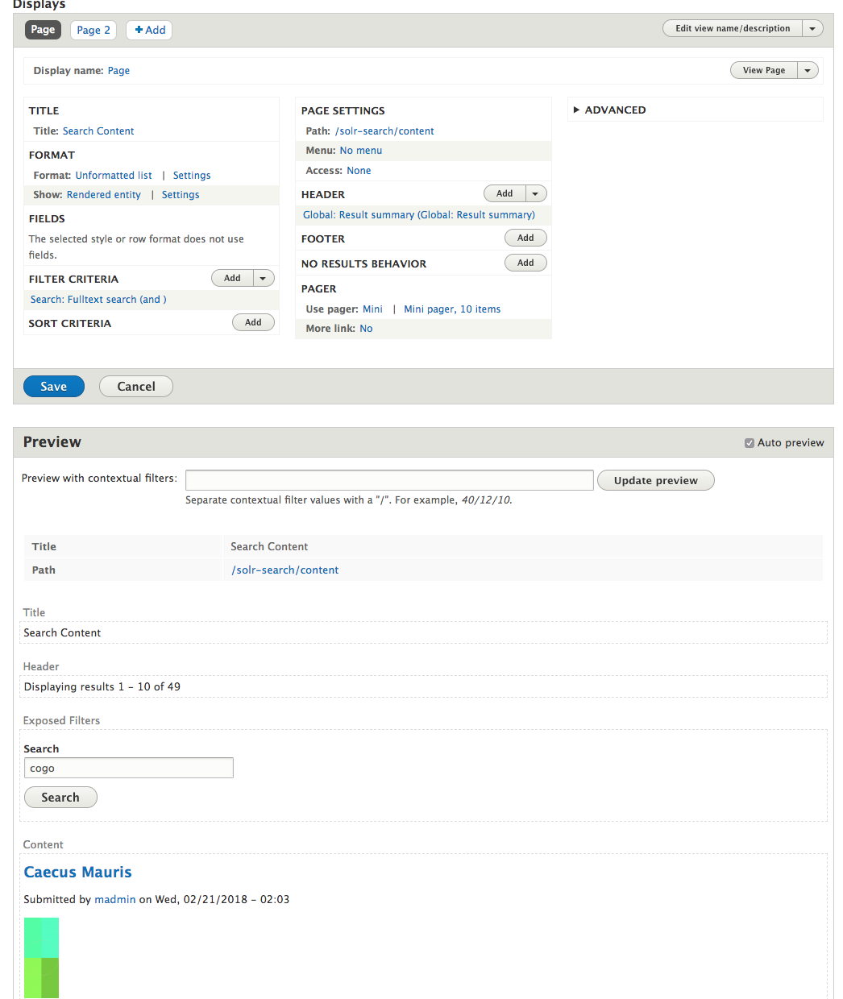 Displays
Page Page 2 +Add Edit view name/description
Display name: Page View Page
TITLE
Title: Search Content
FORMAT
Format: Unformatted list | Settings
Show: Rendered entity | Settings
FIELDS
The selected style or row format does not use
fields.
FILTER CRITERIA Add
Search: Fulltext search (and )
SORT CRITERIA Add
PAGE SETTINGS
Path: /solr-search/content
Menu: No menu
Access: None
HEADER Add
Global: Result summary (Global: Result summary)
FOOTER Add
NO RESULTS BEHAVIOR Add
PAGER
Use pager: Mini | Mini pager, 10 items
More link: No
ADVANCED
Save Cancel
Preview Auto preview
Preview with contextual filters: Update preview
Separate contextual filter values with a "/". For example, 40/12/10.
Title Search Content
Path /solr-search/content
Title
Search Content
Header
Displaying results 1 - 10 of 49
Exposed Filters
Search
cogo
Search
Content
Caecus Mauris
Submitted by madmin on Wed, 02/21/2018 - 02:03